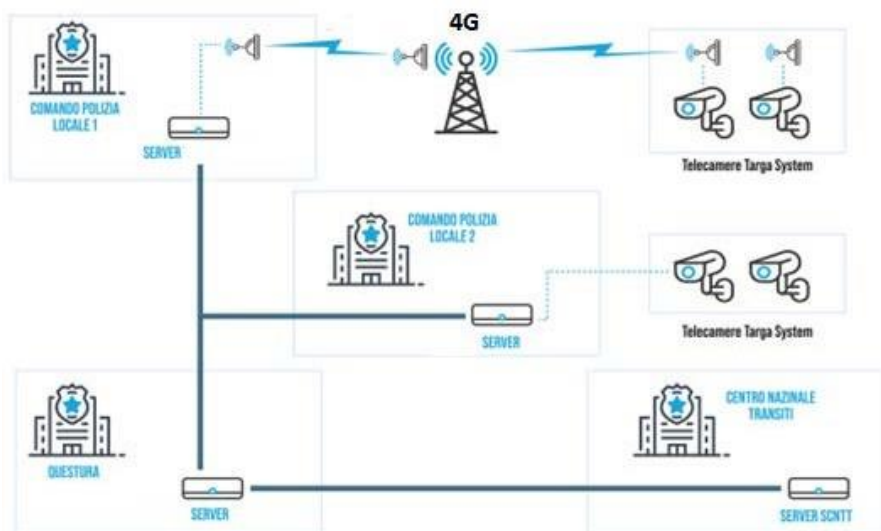 4G
COMANDO POLIZIA
LOCALE 1
SERVER
Telecamere Targa System
COMANDO POLIZIA
LOCALE 2
SERVER
Telecamere Targa System
QUESTURA
SERVER
CENTRO NAZINALE
TRANSITI
SERVER SCNTT